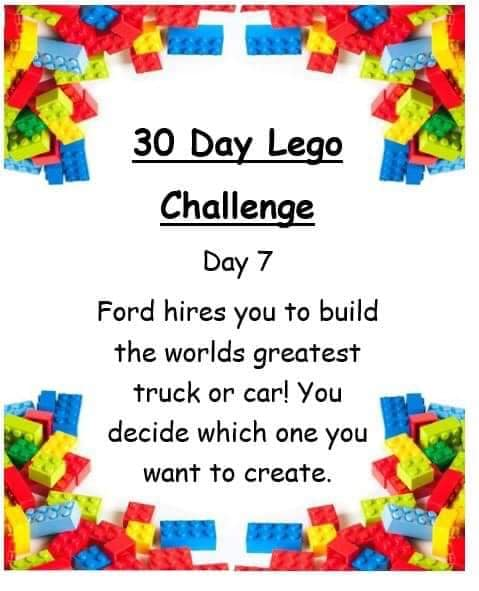 30 Day Lego
Challenge
Day 7
Ford hires you to build
the worlds greatest
truck or car! You
decide which one you
want to create.